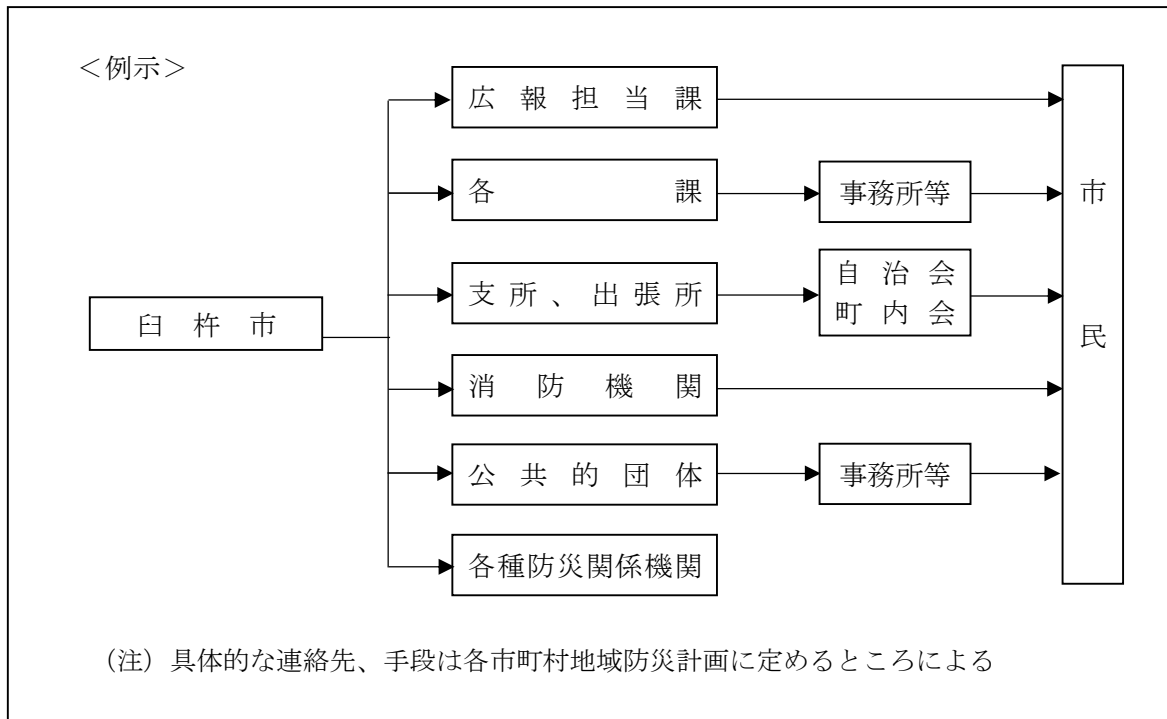 ＜例示＞
広報担当課
各課
事務所等
支所、出張所
自治会
町内会
臼杵市
消防機関
公共的団体
事務所等
各種防災関係機関
市民
（注）具体的な連絡先、手段は各市町村地域防災計画に定めるところによる